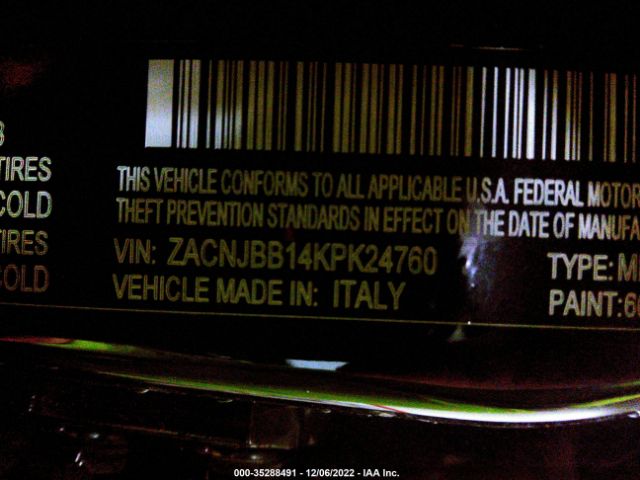 TIRES
COLD
TIRES
COLD
THIS VEHICLE CONFORMS TO ALL APPLICABLE U.S.A. FEDERAL MOTOR
THEFT PREVENTION STANDARDS IN EFFECT ON THE DATE OF MANUFA
VIN: ZACNJBB14KPK24760 TYPE: M
VEHICLE MADE IN: ITALY PAINT: 6
000-35288491 - 12/06/2022 - IAA Inc.